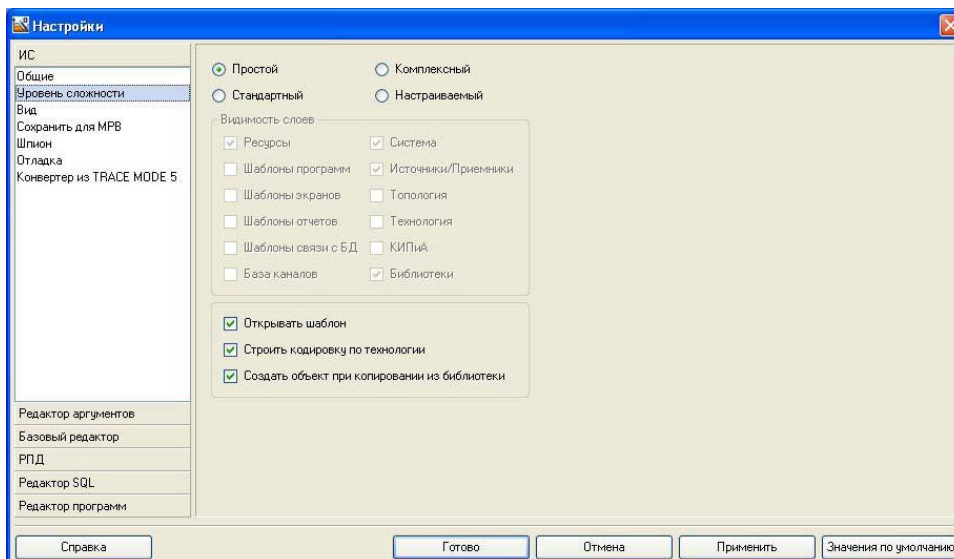 Настройки
ИС
Общие
Уровень сложности
Вид
Сохранить для МРВ
Шпион
Отладка
Конвертер из TRACE MODE 5
Редактор аргументов
Базовый редактор
РПД
Редактор SQL
Редактор программ
Простой
Комплексный
Стандартный
Настраиваемый
Видимость слоев
Ресурсы
Система
Шаблоны программ
Источники/Приемники
Шаблоны экранов
Топология
Шаблоны отчетов
Технология
Шаблоны связи с БД
КИПиА
База каналов
Библиотеки
Открывать шаблон
Строить кодировку по технологии
Создать объект при копировании из библиотеки
Справка
Готово
Отмена
Применить
Значения по умолчанию